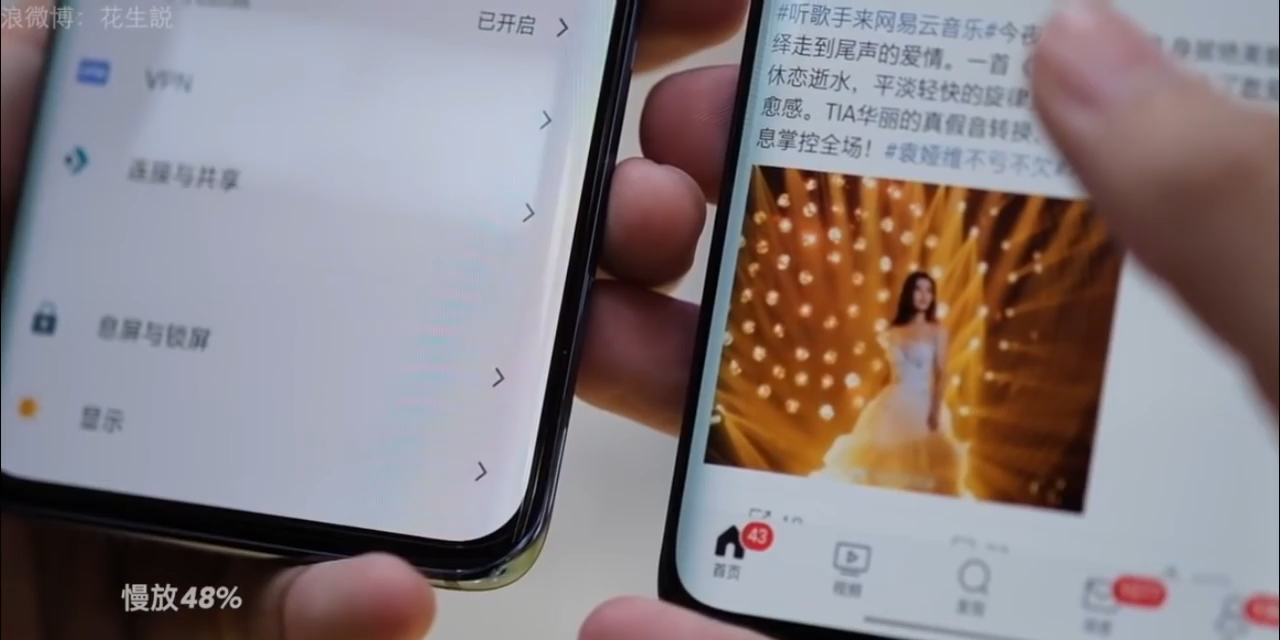 浪微博：花生説
已开启
VPN
连接与共享
息屏与锁屏
显示
慢放48%
#听歌手来网易云音乐#今夜
绎走到尾声的爱情。一首
休恋逝水，平淡轻快的旋律
愈感。TIA华丽的真假音转换
息掌控全场！#袁娅维不亏不欠
43
首页
视频
发现
消息